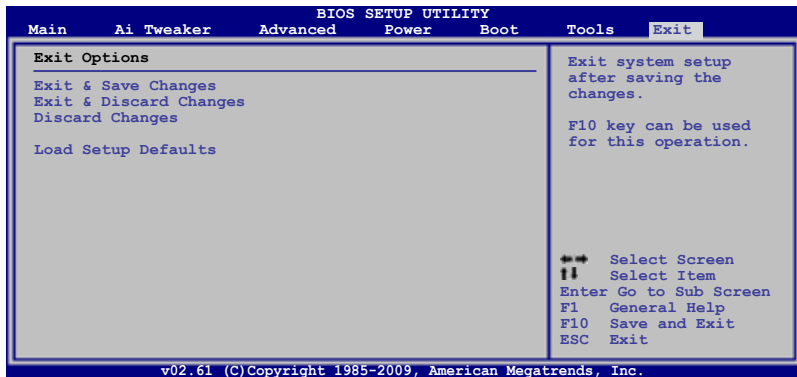 BIOS SETUP UTILITY
Main Ai Tweaker Advanced Power Boot Tools Exit
Exit Options
Exit & Save Changes
Exit & Discard Changes
Discard Changes
Load Setup Defaults
Exit system setup
after saving the
changes.
F10 key can be used
for this operation.
←→ Select Screen
↑↓ Select Item
Enter Go to Sub Screen
F1 General Help
F10 Save and Exit
ESC Exit
v02.61 (C)Copyright 1985-2009, American Megatrends, Inc.